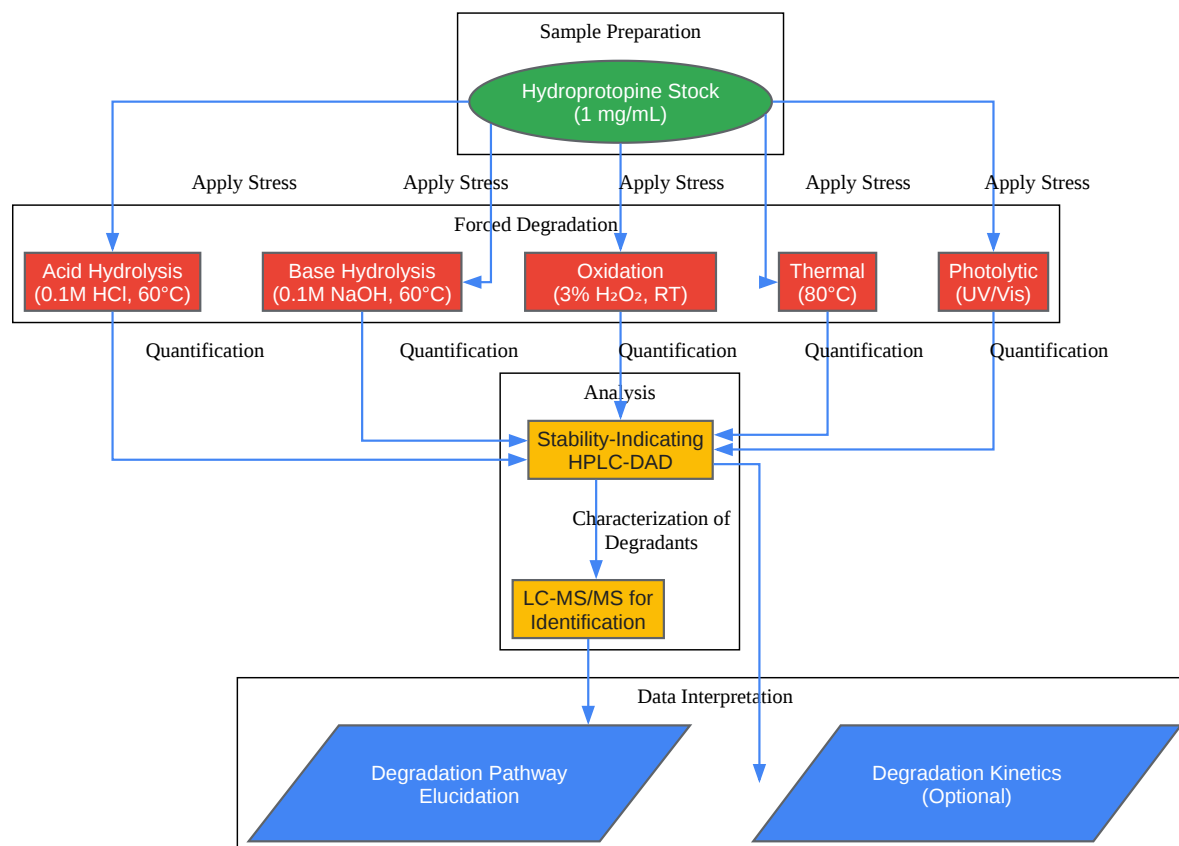 Sample Preparation
Hydroprotopine Stock
(1 mg/mL)
Apply Stress
Apply Stress
Apply Stress
Apply Stress
Apply Stress
Forced Degradation
Acid Hydrolysis
(0.1M HCl, 60°C)
Base Hydrolysis
(0.1M NaOH, 60°C)
Oxidation
(3% H₂O₂, RT)
Thermal
(80°C)
Photolytic
(UV/Vis)
Quantification
Quantification
Quantification
Quantification
Quantification
Analysis
Stability-Indicating
HPLC-DAD
Characterization of
Degradants
LC-MS/MS for
Identification
Data Interpretation
Degradation Pathway
Elucidation
Degradation Kinetics
(Optional)